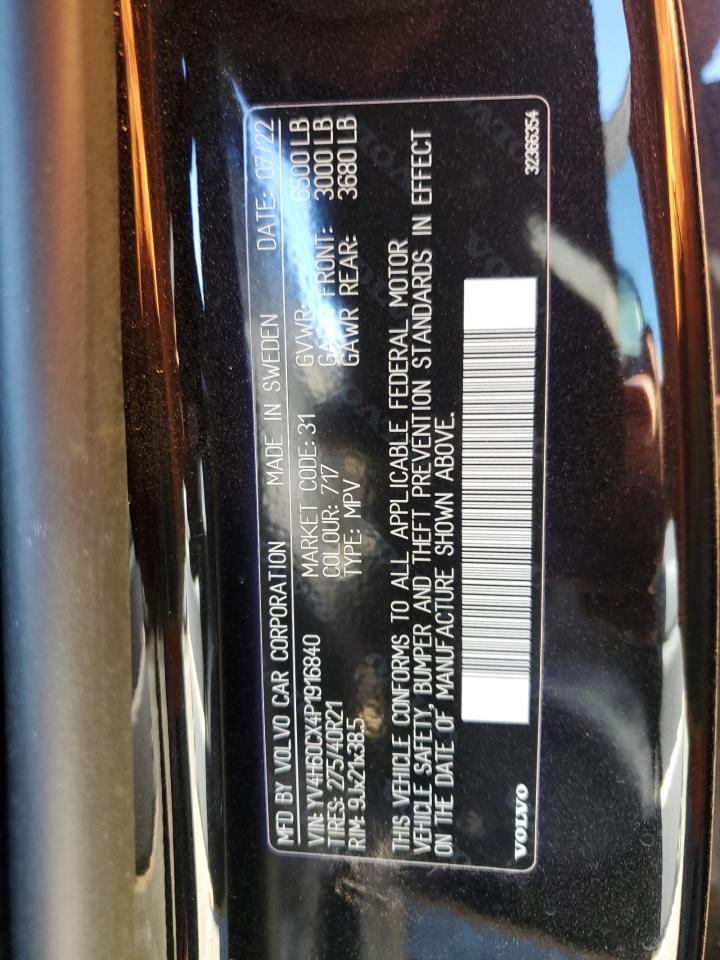 MFD BY VOLVO CAR CORPORATION MADE IN SWEDEN DATE: 07/22
VIN: YV4H60CX4P1916840 MARKET CODE: 31 GVWR: 6500 LB
TIRES: 275/40R21 COLOUR: 717 GAWR FRONT: 3000 LB
RIM: 9Jx21x38.5 TYPE: MPV GAWR REAR: 3680 LB
THIS VEHICLE CONFORMS TO ALL APPLICABLE FEDERAL MOTOR
VEHICLE SAFETY, BUMPER AND THEFT PREVENTION STANDARDS IN EFFECT
ON THE DATE OF MANUFACTURE SHOWN ABOVE.
VOLVO 32366354